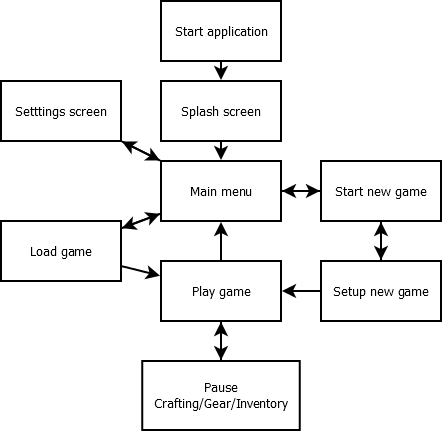 Start application
Setttings screen
Splash screen
Main menu
Start new game
Load game
Play game
Setup new game
Pause
Crafting/Gear/Inventory